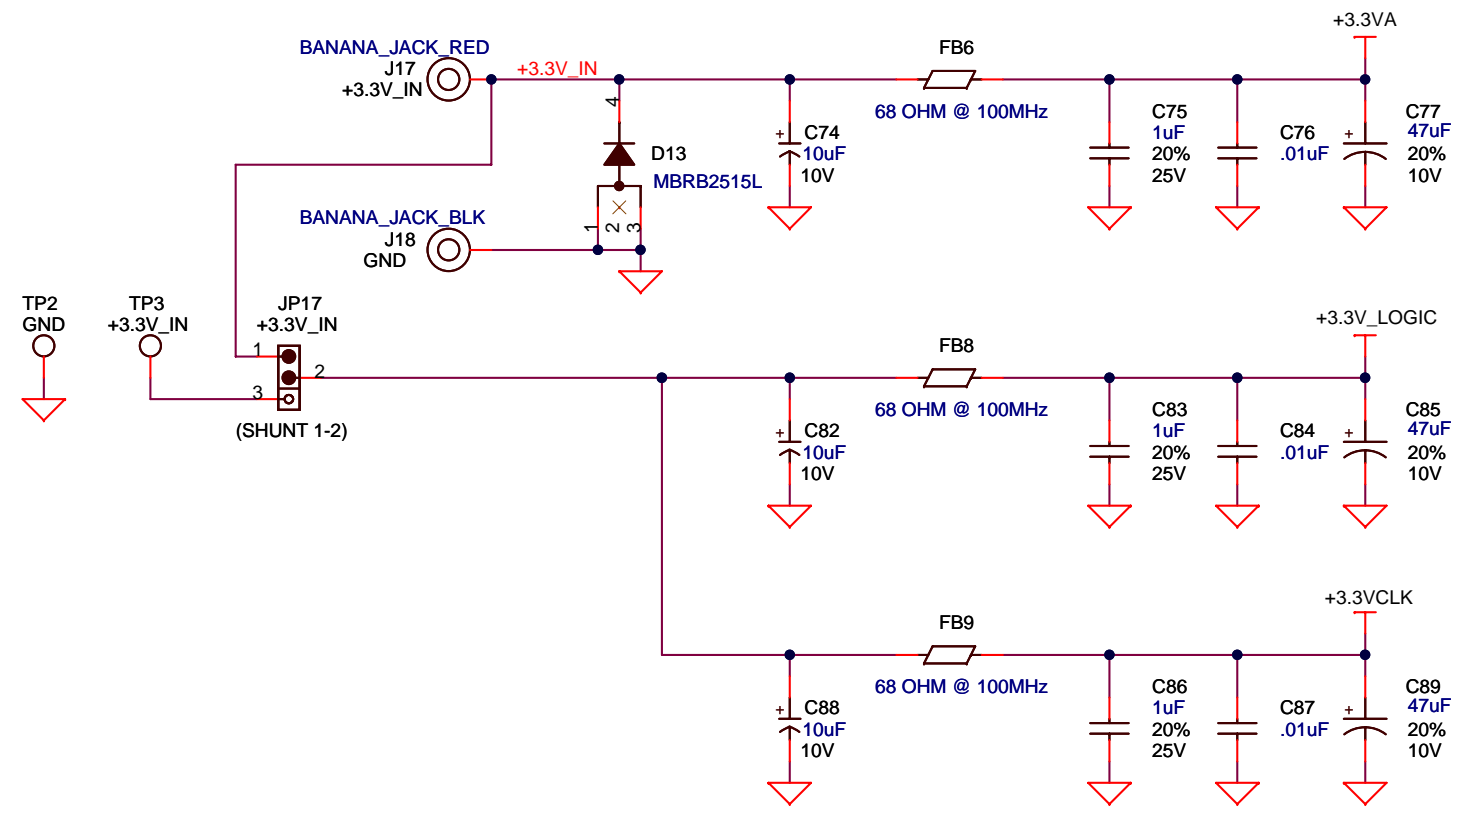 +3.3VA
BANANA_JACK_RED
J17
+3.3V_IN
+3.3V_IN
FB6
68 OHM @ 100MHz
4
D13
MBRB2515L
1
2
3
+
C74
10uF
10V
C75
1uF
20%
25V
C76
.01uF
+
C77
47uF
20%
10V
BANANA_JACK_BLK
J18
GND
TP2
GND
TP3
+3.3V_IN
JP17
+3.3V_IN
1
2
3
(SHUNT 1-2)
+3.3V_LOGIC
FB8
68 OHM @ 100MHz
+
C82
10uF
10V
C83
1uF
20%
25V
C84
.01uF
+
C85
47uF
20%
10V
+3.3VCLK
FB9
68 OHM @ 100MHz
+
C88
10uF
10V
C86
1uF
20%
25V
C87
.01uF
+
C89
47uF
20%
10V